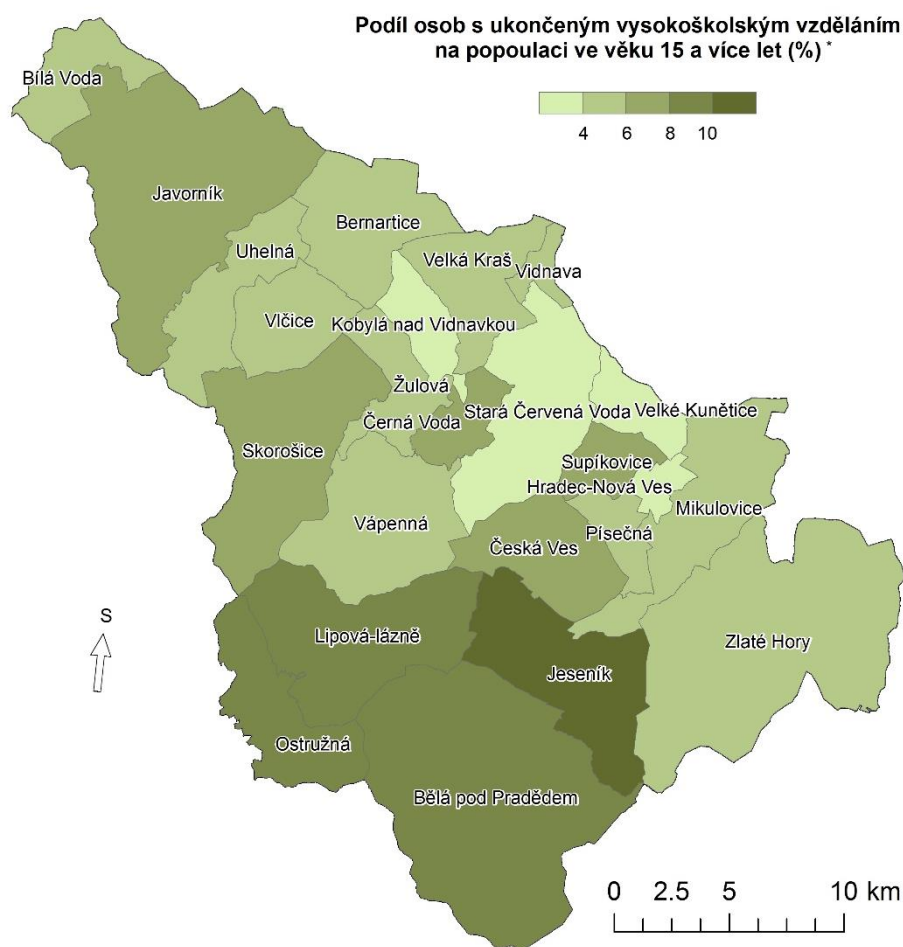 Podíl osob s ukončeným vysokoškolským vzděláním
na popoulaci ve věku 15 a více let (%) *
4 6 8 10
Bílá Voda
Javorník
Bernartice
Uhelná
Velká Kraš
Vidnava
Vlčice
Kobylá nad Vidnavkou
Žulová
Stará Červená Voda
Velké Kunětice
Černá Voda
Skorošice
Supíkovice
Hradec-Nová Ves
Mikulovice
Vápenná
Písečná
Česká Ves
S
Lipová-lázně
Zlaté Hory
Jeseník
Ostružná
Bělá pod Pradědem
0 2.5 5 10 km